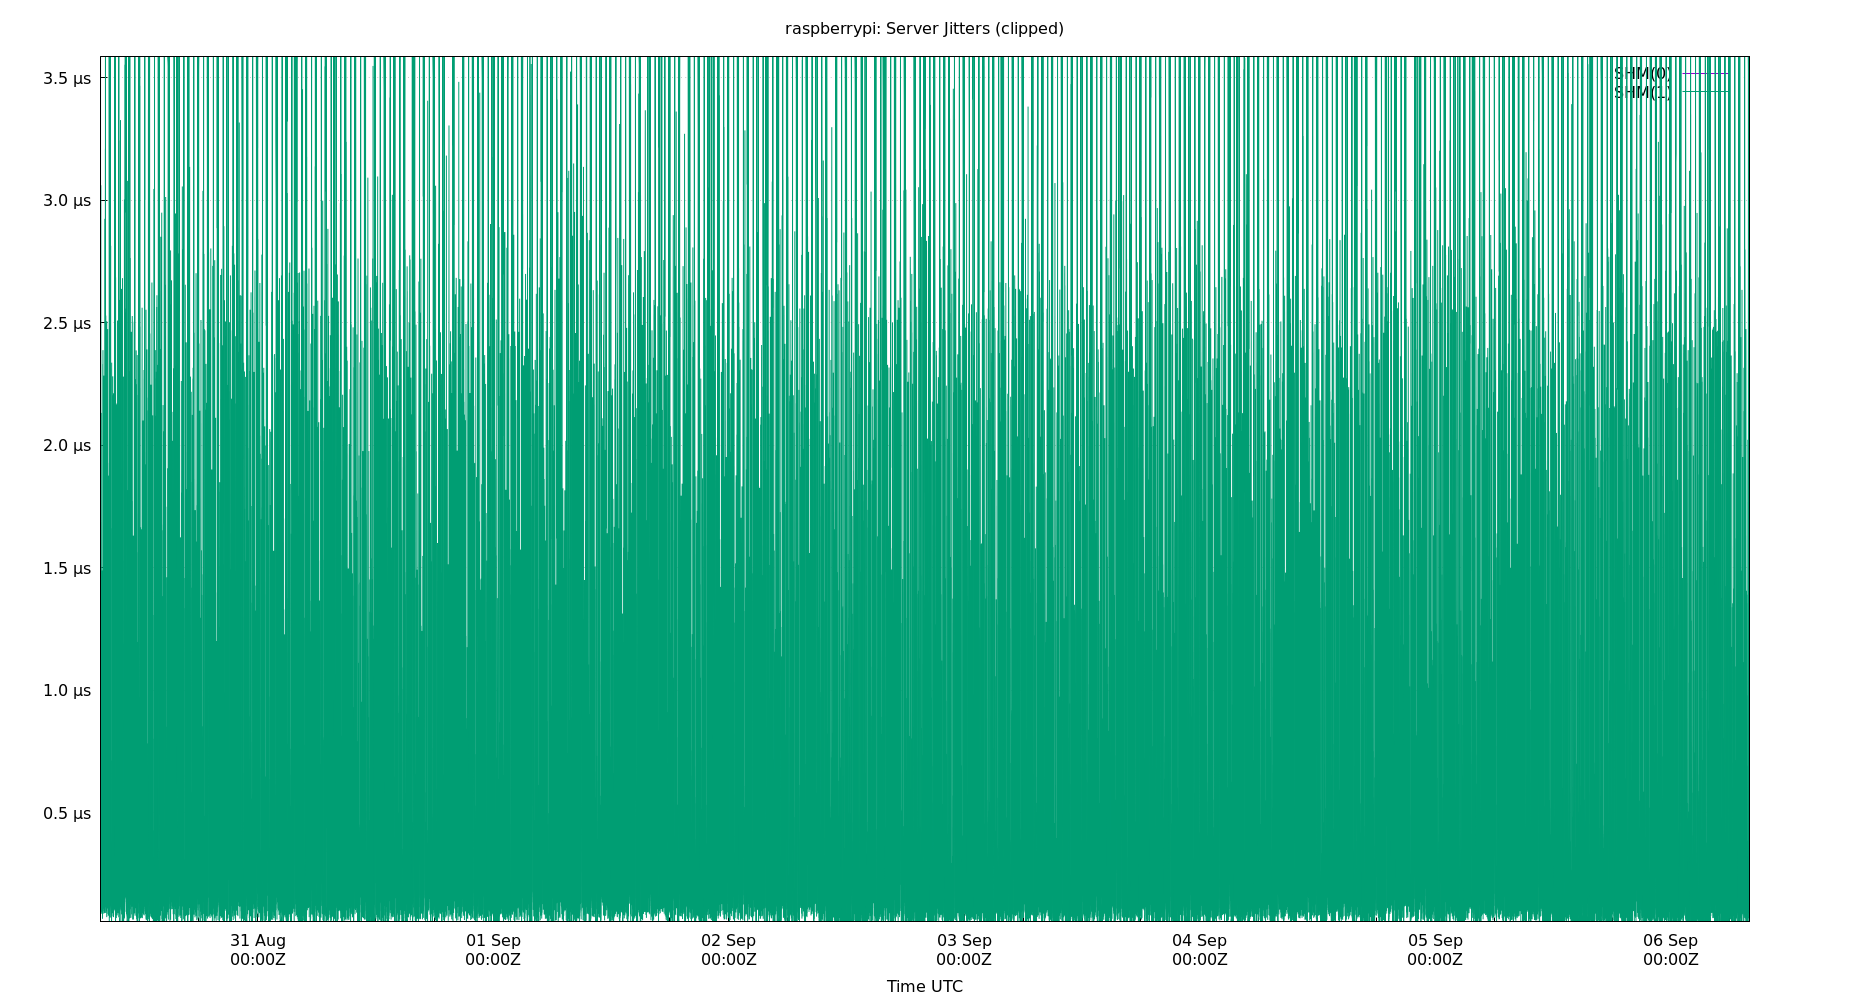 raspberrypi: Server Jitters (clipped)
SHM(0)
SHM(1)
3.5 µs
3.0 µs
2.5 µs
2.0 µs
1.5 µs
1.0 µs
0.5 µs
31 Aug 01 Sep 02 Sep 03 Sep 04 Sep 05 Sep 06 Sep
00:00Z 00:00Z 00:00Z 00:00Z 00:00Z 00:00Z 00:00Z
Time UTC